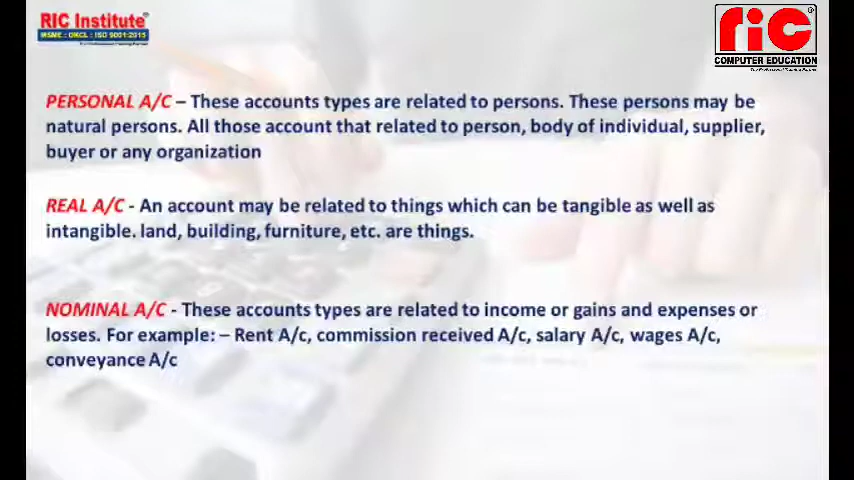 RIC Institute
MSME : OKCL : ISO 9001:2015
ric
COMPUTER EDUCATION
PERSONAL A/C – These accounts types are related to persons. These persons may be
natural persons. All those account that related to person, body of individual, supplier,
buyer or any organization
REAL A/C - An account may be related to things which can be tangible as well as
intangible. land, building, furniture, etc. are things.
NOMINAL A/C - These accounts types are related to income or gains and expenses or
losses. For example: – Rent A/c, commission received A/c, salary A/c, wages A/c,
conveyance A/c